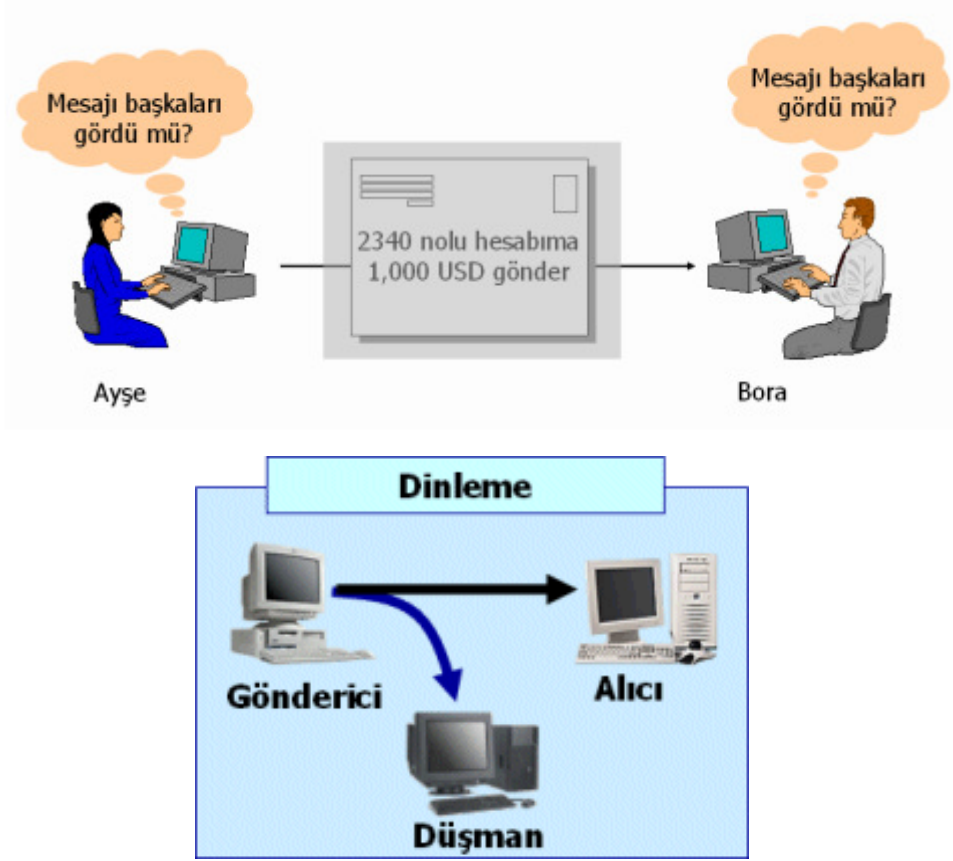 Mesajı başkaları
gördü mü?
Mesajı başkaları
gördü mü?
2340 nolu hesabıma
1,000 USD gönder
Ayşe
Bora
Dinleme
Gönderici
Alıcı
Düşman